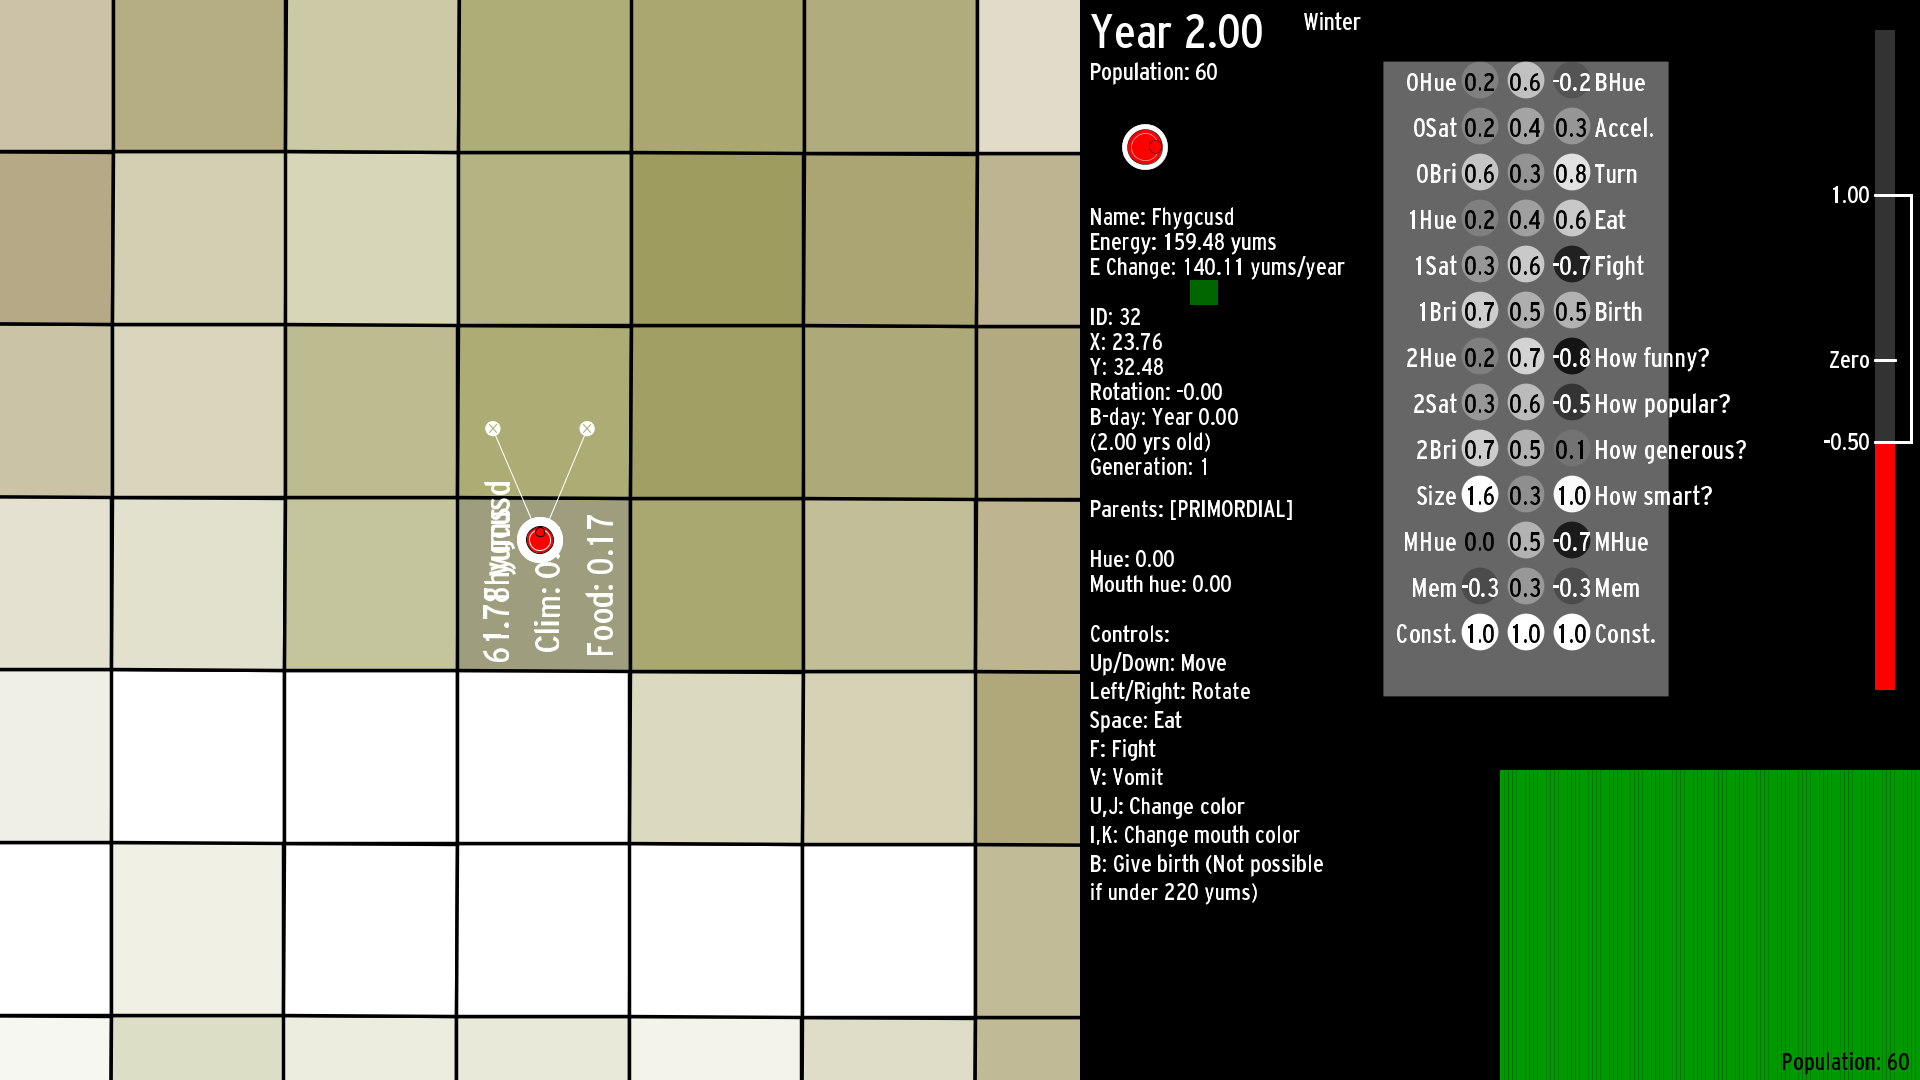 Year 2.00
Winter
Population: 60
Name: Fhygcusd
Energy: 159.48 yums
E Change: 140.11 yums/year
ID: 32
X: 23.76
Y: 32.48
Rotation: -0.00
B-day: Year 0.00
(2.00 yrs old)
Generation: 1
Parents: [PRIMORDIAL]
Hue: 0.00
Mouth hue: 0.00
Controls:
Up/Down: Move
Left/Right: Rotate
Space: Eat
F: Fight
V: Vomit
U,J: Change color
I,K: Change mouth color
B: Give birth (Not possible
if under 220 yums)
0Hue 0.2 0.6 -0.2 BHue
0Sat 0.2 0.4 0.3 Accel.
0Bri 0.6 0.3 0.8 Turn
1Hue 0.2 0.4 0.6 Eat
1Sat 0.3 0.6 -0.7 Fight
1Bri 0.7 0.5 0.5 Birth
2Hue 0.2 0.7 -0.8 How funny?
2Sat 0.3 0.6 -0.5 How popular?
2Bri 0.7 0.5 0.1 How generous?
Size 1.6 0.3 1.0 How smart?
MHue 0.0 0.5 -0.7 MHue
Mem -0.3 0.3 -0.3 Mem
Const. 1.0 1.0 1.0 Const.
1.00
Zero
-0.50
Population: 60
Clim:
Food: 0.17